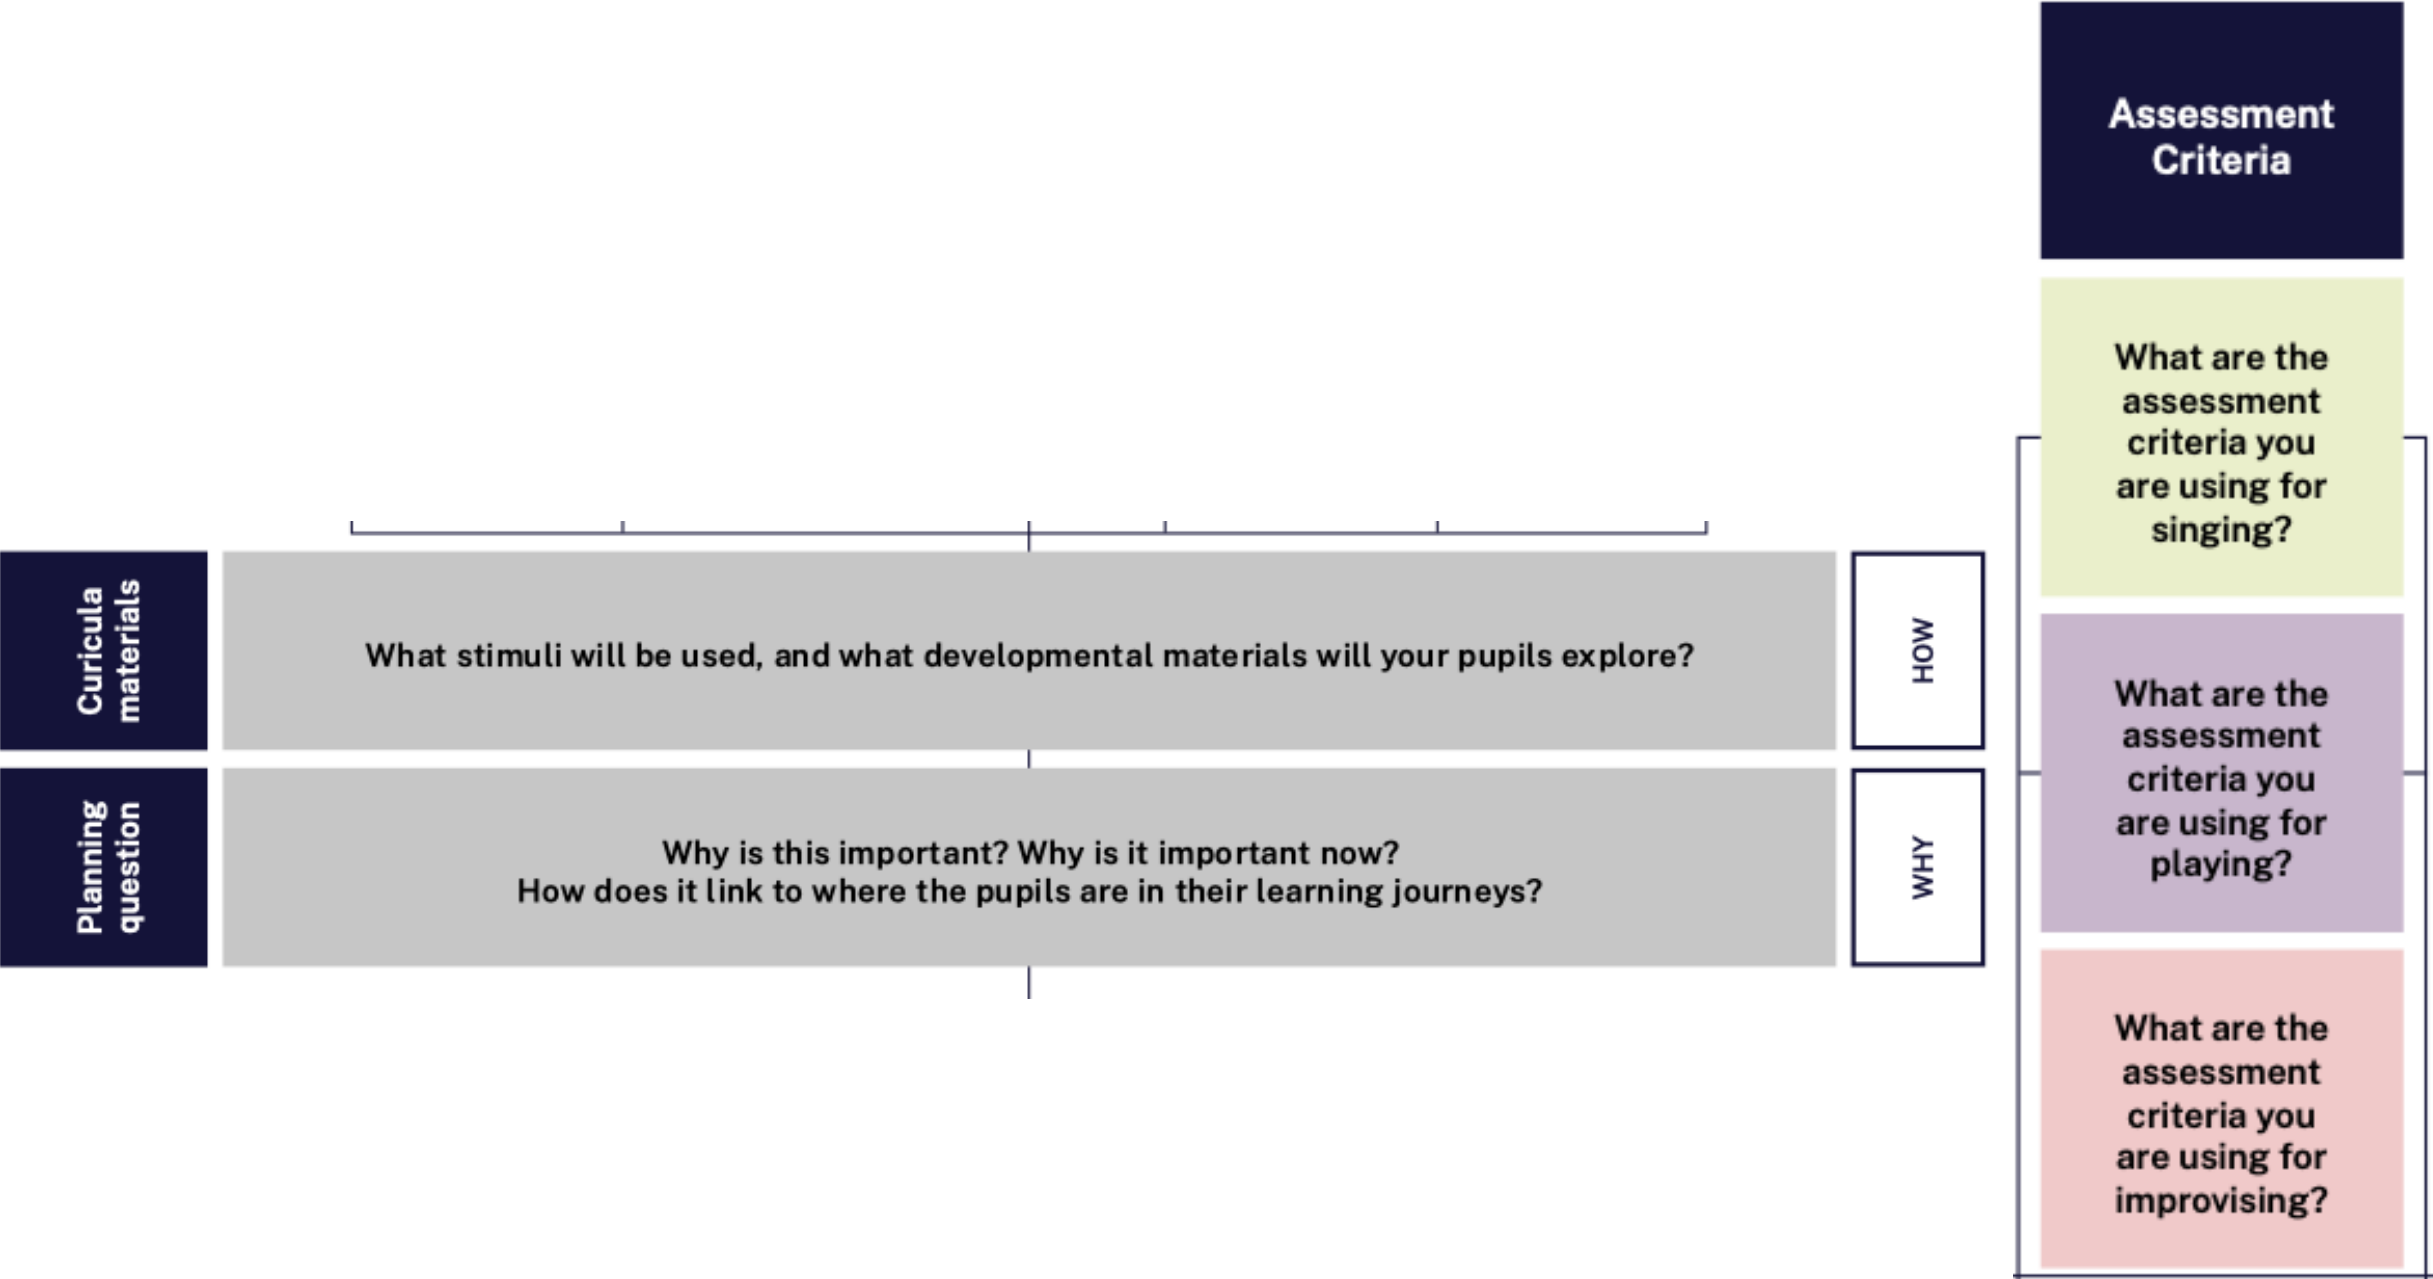 Curicula
materials
What stimuli will be used, and what developmental materials will your pupils explore?
HOW
Planning
question
Why is this important? Why is it important now?
How does it link to where the pupils are in their learning journeys?
WHY
Assessment
Criteria
What are the
assessment
criteria you
are using for
singing?
What are the
assessment
criteria you
are using for
playing?
What are the
assessment
criteria you
are using for
improvising?